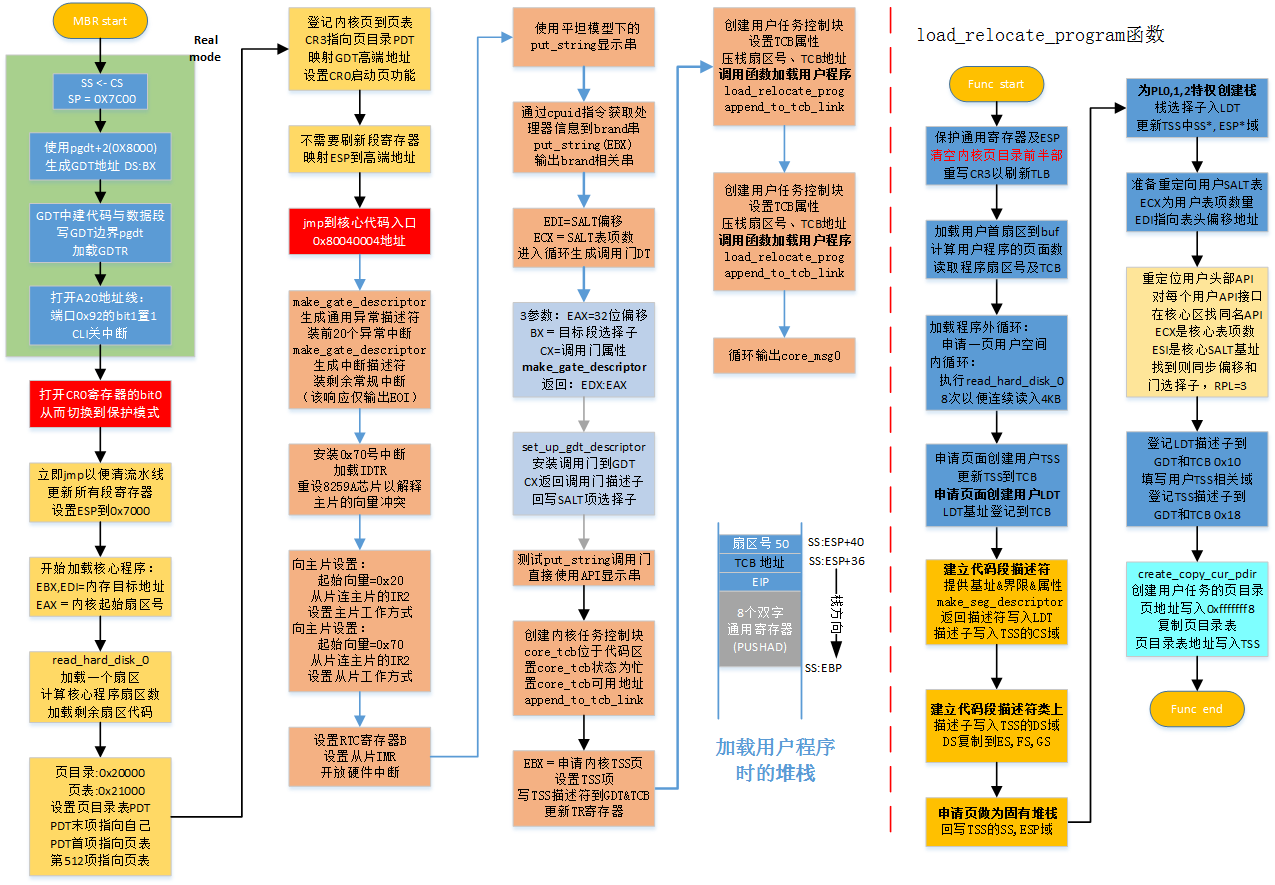 MBR start
Real
mode
SS <- CS
SP = 0X7C00
使用pgdt+2(0X8000)
生成GDT地址 DS:BX
GDT中建代码与数据段
写GDT边界pgdt
加载GDTR
打开A20地址线：
端口0x92的bit1置1
CLI关中断
打开CR0寄存器的bit0
从而切换到保护模式
立即jmp以便清流水线
更新所有段寄存器
设置ESP到0x7000
开始加载核心程序：
EBX,EDI=内存目标地址
EAX = 内核起始扇区号
read_hard_disk_0
加载一个扇区
计算核心程序扇区数
加载剩余扇区代码
页目录:0x20000
页表:0x21000
设置页目录表PDT
PDT末项指向自己
PDT首项指向页表
第512项指向页表
登记内核页到页表
CR3指向页目录PDT
映射GDT高端地址
设置CR0启动页功能
不需要刷新段寄存器
映射ESP到高端地址
jmp到核心代码入口
0x80040004地址
make_gate_descriptor
生成通用异常描述符
装前20个异常中断
make_gate_descriptor
生成中断描述符
装剩余常规中断
（该响应仅输出EOI）
安装0x70号中断
加载IDTR
重设8259A芯片以解释
主片的向量冲突
向主片设置：
起始向量=0x20
从片连主片的IR2
设置主片工作方式
向主片设置：
起始向量=0x70
从片连主片的IR2
设置从片工作方式
设置RTC寄存器B
设置从片IMR
开放硬件中断
使用平坦模型下的
put_string显示串
通过cpuid指令获取处
理器信息到brand串
put_string(EBX)
输出brand相关串
EDI=SALT偏移
ECX = SALT表项数
进入循环生成调用门DT
3参数: EAX=32位偏移
BX = 目标段选择子
CX=调用门属性
make_gate_descriptor
返回: EDX:EAX
set_up_gdt_descriptor
安装调用门到GDT
CX返回调用门描述子
回写SALT项选择子
测试put_string调用门
直接使用API显示串
创建内核任务控制块
core_tcb位于代码区
置core_tcb状态为忙
置core_tcb可用地址
append_to_tcb_link
EBX = 申请内核TSS页
设置TSS项
写TSS描述符到GDT&TCB
更新TR寄存器
创建用户任务控制块
设置TCB属性
压栈扇区号、TCB地址
调用函数加载用户程序
load_relocate_prog
append_to_tcb_link
创建用户任务控制块
设置TCB属性
压栈扇区号、TCB地址
调用函数加载用户程序
load_relocate_prog
append_to_tcb_link
循环输出core_msg0
扇区号 50
TCB 地址
EIP
8个双字
通用寄存器
(PUSHAD)
SS:ESP+40
SS:ESP+36
栈方向
SS:EBP
加载用户程序
时的堆栈
load_relocate_program函数
Func start
保护通用寄存器及ESP
清空内核页目录前半部
重写CR3以刷新TLB
加载用户首扇区到buf
计算用户程序的页面数
读取程序扇区号及TCB
加载程序外循环：
申请一页用户空间
内循环：
执行read_hard_disk_0
8次以便连续读入4KB
申请页面创建用户TSS
更新TSS到TCB
申请页面创建用户LDT
LDT基址登记到TCB
建立代码段描述符
提供基址&界限&属性
make_seg_descriptor
返回描述符写入LDT
描述子写入TSS的CS域
建立代码段描述符类上
描述子写入TSS的DS域
DS复制到ES,FS,GS
申请页做为固有堆栈
回写TSS的SS,ESP域
为PL0,1,2特权创建栈
栈选择子入LDT
更新TSS中SS*,ESP*域
准备重定向用户SALT表
ECX为用户表项数量
EDI指向表头偏移地址
重定位用户头部API
对每个用户API接口
在核心区找同名API
ECX是核心表项数
ESI是核心SALT基址
找到则同步偏移和
门选择子，RPL=3
登记LDT描述子到
GDT和TCB 0x10
填写用户TSS相关域
登记TSS描述子到
GDT和TCB 0x18
create_copy_cur_pdir
创建用户任务的页目录
页地址写入0xfffffff8
复制页目录表
页目录表地址写入TSS
Func end